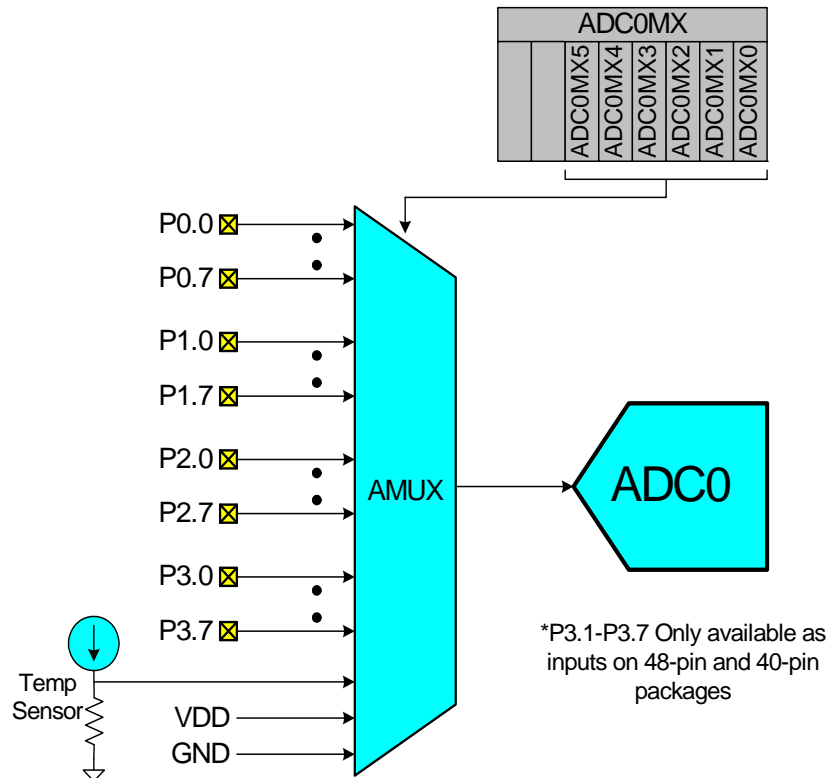 ADC0MX
ADC0MX5
ADC0MX4
ADC0MX3
ADC0MX2
ADC0MX1
ADC0MX0
P0.0
P0.7
P1.0
P1.7
P2.0
P2.7
P3.0
P3.7
AMUX
ADC0
*P3.1-P3.7 Only available as
inputs on 48-pin and 40-pin
packages
Temp
Sensor
VDD
GND